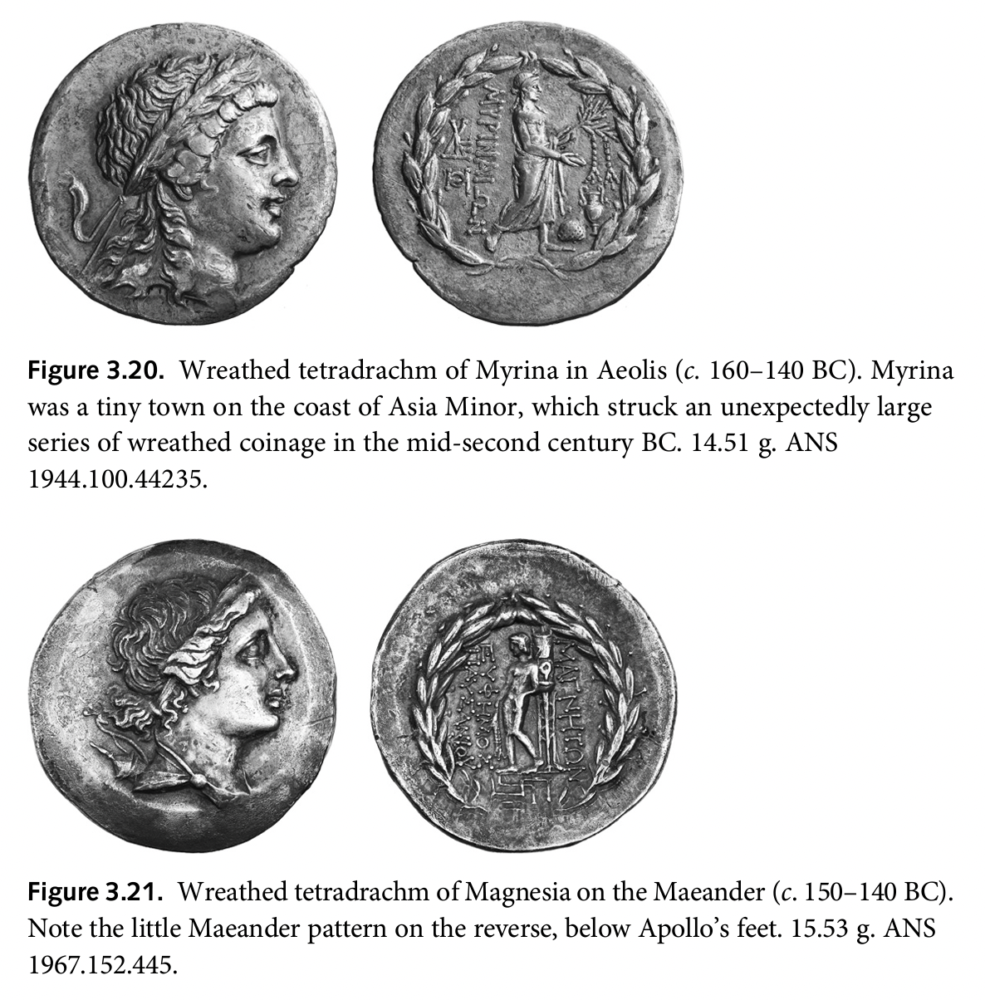 ΜΥΡΙΝΑΙΩΝ
Figure 3.20. Wreathed tetradrachm of Myrina in Aeolis (c. 160–140 BC). Myrina
was a tiny town on the coast of Asia Minor, which struck an unexpectedly large
series of wreathed coinage in the mid-second century BC. 14.51 g. ANS
1944.100.44235.
ΜΑΓΝΗΤΩΝ
Figure 3.21. Wreathed tetradrachm of Magnesia on the Maeander (c. 150–140 BC).
Note the little Maeander pattern on the reverse, below Apollo’s feet. 15.53 g. ANS
1967.152.445.